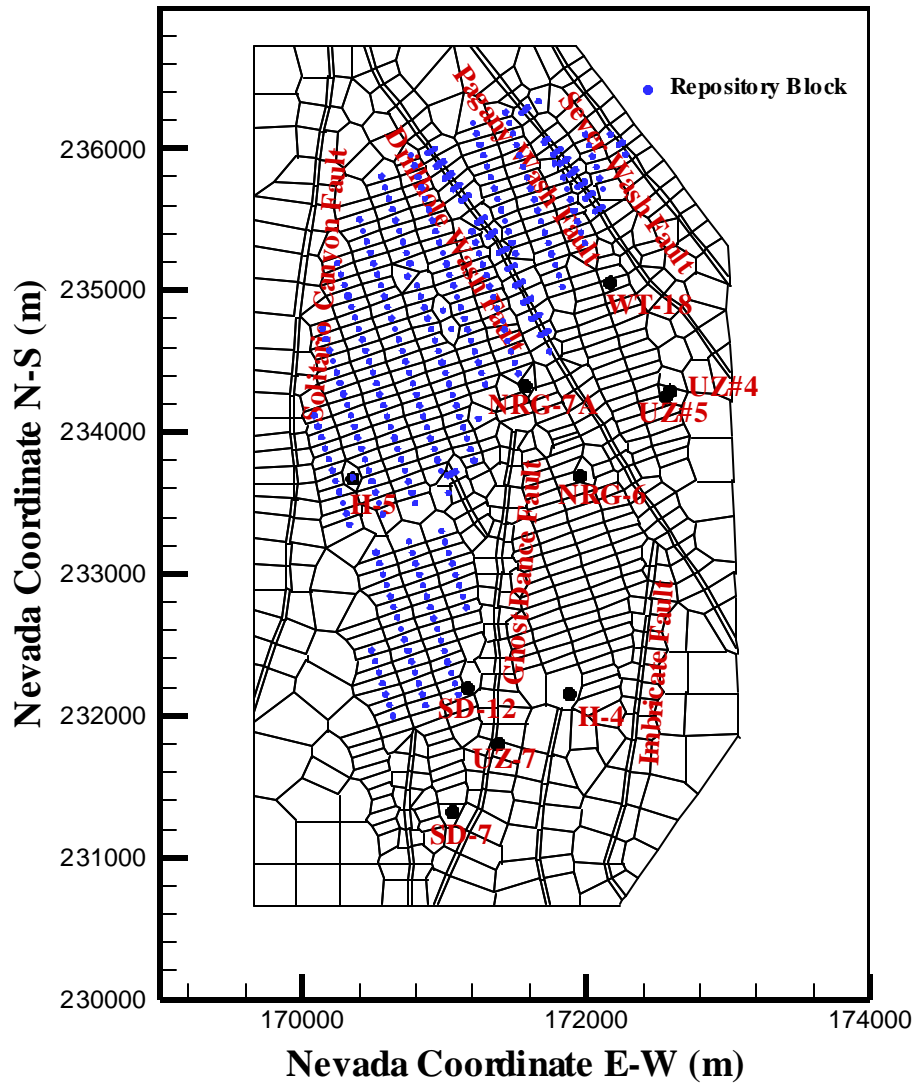 Repository Block
Pagany Wash Fault
Sever Wash Fault
Drillhole Wash Fault
Solitario Canyon Fault
WT-18
UZ#4
UZ#5
NRG-7A
NRG-6
H-5
Ghost Dance Fault
Imbricate Fault
SD-12
H-4
UZ-7
SD-7
236000
235000
234000
233000
232000
231000
230000
170000
172000
174000
Nevada Coordinate N-S (m)
Nevada Coordinate E-W (m)